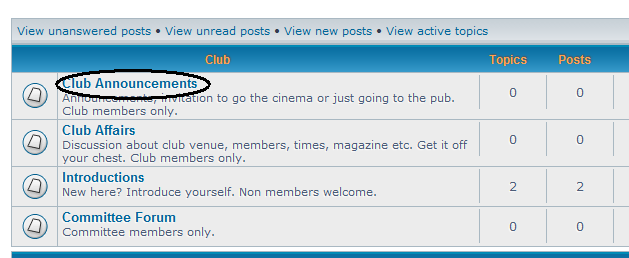 View unanswered posts • View unread posts • View new posts • View active topics
Club Topics Posts
Club Announcements 0 0
Announcements, invitation to go the cinema or just going to the pub.
Club members only.
Club Affairs 0 0
Discussion about club venue, members, times, magazine etc. Get it off
your chest. Club members only.
Introductions 2 2
New here? Introduce yourself. Non members welcome.
Committee Forum 0 0
Committee members only.